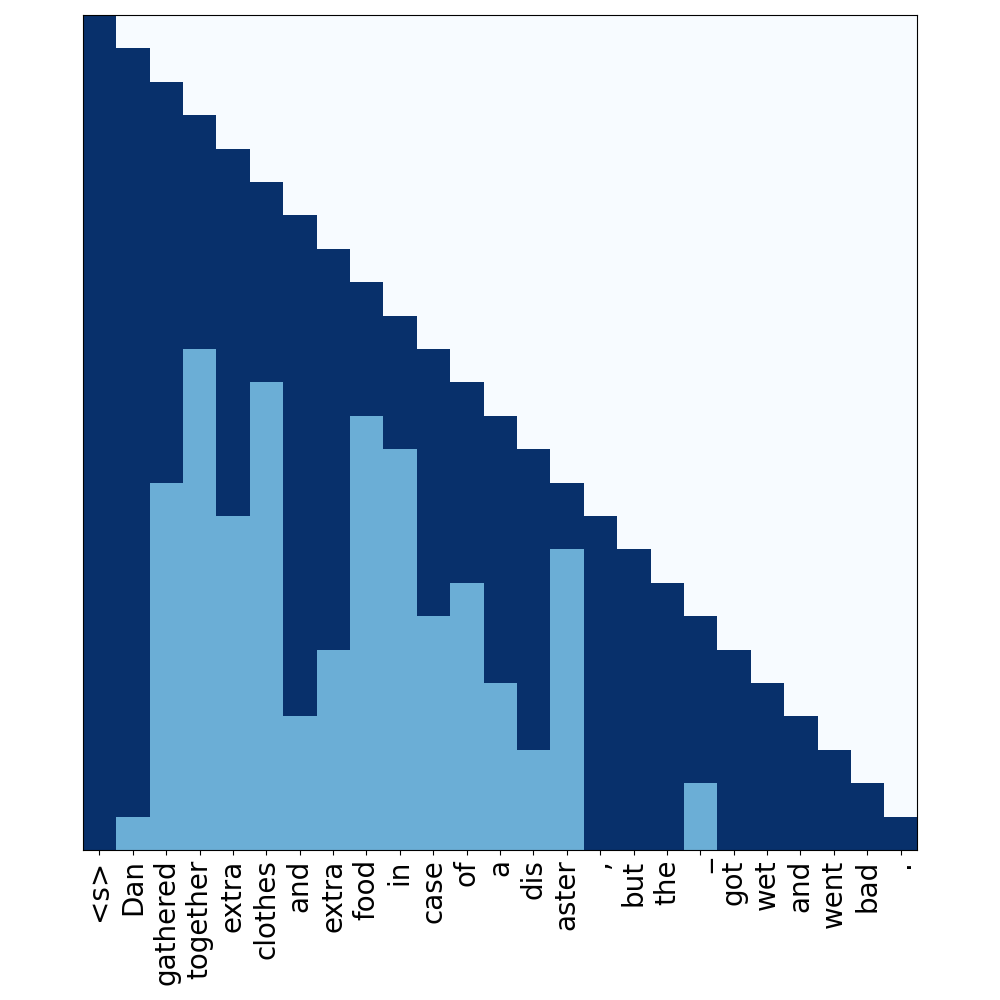 <s> Dan gathered together extra clothes and extra food in case of a dis aster , but the _ got wet and went bad .